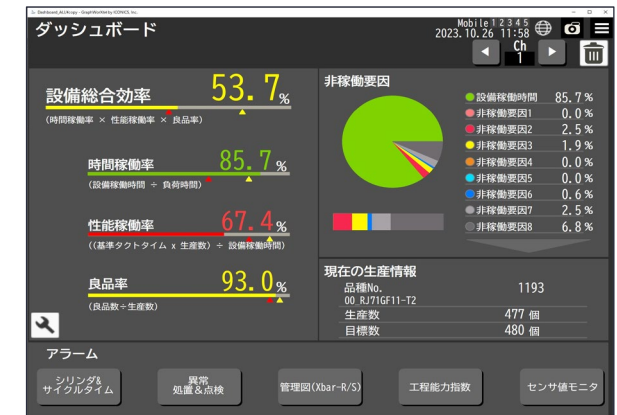 Dashboard_ALL※copy - GraphWorX64 by ICONICS, Inc.
ダッシュボード
Mobile 1 2 3 4 5
2023.10.26 11:58
Ch
1
設備総合効率 53.7%
(時間稼働率 × 性能稼働率 × 良品率)
時間稼働率 85.7%
(設備稼働時間 ÷ 負荷時間)
性能稼働率 67.4%
((基準タクトタイム x 生産数) ÷ 設備稼働時間)
良品率 93.0%
(良品数÷生産数)
非稼働要因
設備稼働時間 85.7%
非稼働要因1 0.0%
非稼働要因2 2.5%
非稼働要因3 1.9%
非稼働要因4 0.0%
非稼働要因5 0.0%
非稼働要因6 0.6%
非稼働要因7 2.5%
非稼働要因8 6.8%
現在の生産情報
品種No. 1193
00_RJ71GF11-T2
生産数 477 個
目標数 480 個
アラーム
シリンダ&
サイクルタイム
異常
処置&点検
管理図(Xbar-R/S)
工程能力指数
センサ値モニタ